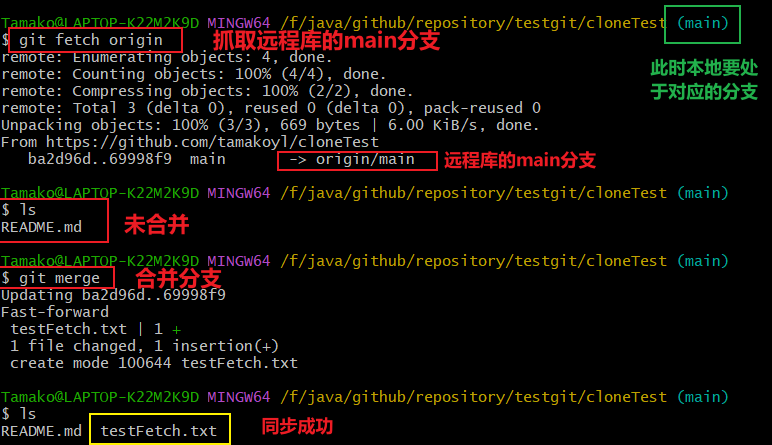 Tamako@LAPTOP-K22M2K9D MINGW64 /f/java/github/repository/testgit/cloneTest (main)
$ git fetch origin 抓取远程库的main分支
remote: Enumerating objects: 4, done.
remote: Counting objects: 100% (4/4), done.
此时本地要处
remote: Compressing objects: 100% (2/2), done.
于对应的分支
remote: Total 3 (delta 0), reused 0 (delta 0), pack-reused 0
Unpacking objects: 100% (3/3), 669 bytes | 6.00 KiB/s, done.
From https://github.com/tamakoyl/cloneTest
ba2d96d..69998f9 main -> origin/main 远程库的main分支
Tamako@LAPTOP-K22M2K9D MINGW64 /f/java/github/repository/testgit/cloneTest (main)
$ ls
README.md 未合并
Tamako@LAPTOP-K22M2K9D MINGW64 /f/java/github/repository/testgit/cloneTest (main)
$ git merge 合并分支
Updating ba2d96d..69998f9
Fast-forward
testFetch.txt | 1 +
1 file changed, 1 insertion(+)
create mode 100644 testFetch.txt
Tamako@LAPTOP-K22M2K9D MINGW64 /f/java/github/repository/testgit/cloneTest (main)
$ ls
README.md testFetch.txt 同步成功